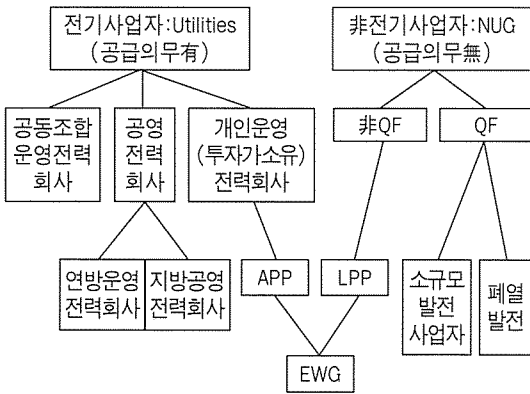 전기사업자:Utilities
(공급의무有)
非전기사업자:NUG
(공급의무無)
공동조합
운영전력
회사
공영
전력
회사
개인운영
(투자가소유)
전력회사
非QF
QF
연방운영
전력회사
지방공영
전력회사
APP
LPP
소규모
발전
사업자
폐열
발전
EWG